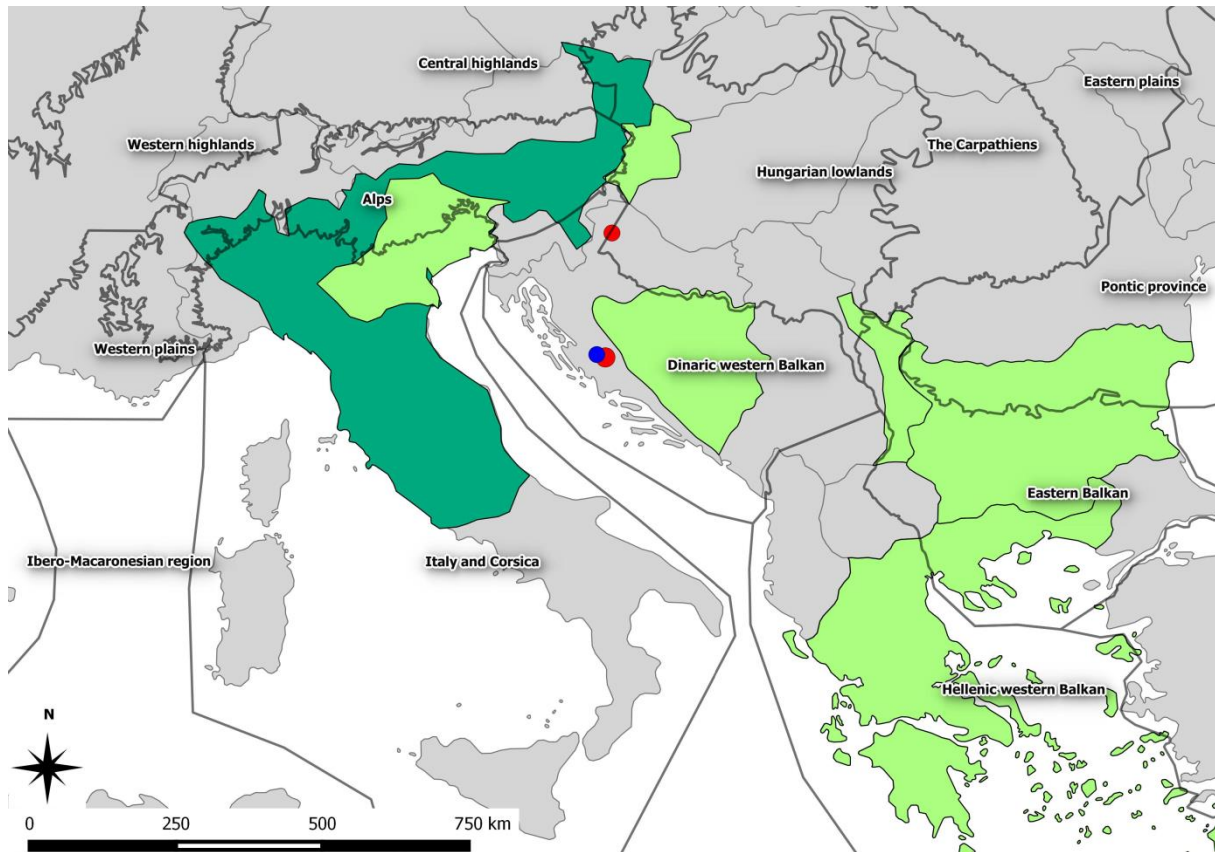 Central highlands
Eastern plains
Western highlands
The Carpathiens
Hungarian lowlands
Alps
Pontic province
Western plains
Dinaric western Balkan
Eastern Balkan
Ibero-Macaronesian region
Italy and Corsica
Hellenic western Balkan
N
0 250 500 750 km